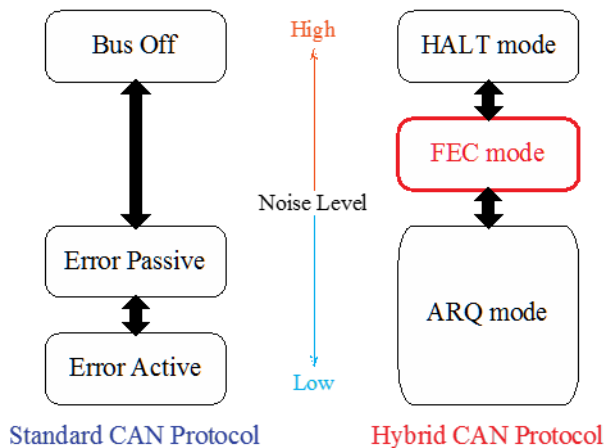 Bus Off
High
HALT mode
FEC mode
Noise Level
Error Passive
ARQ mode
Error Active
Low
Standard CAN Protocol
Hybrid CAN Protocol